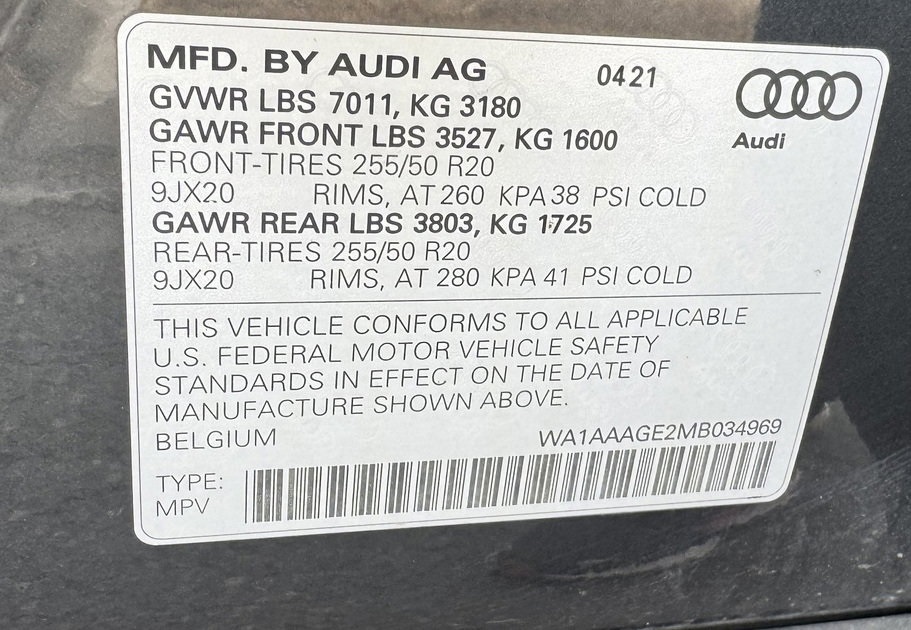 MFD. BY AUDI AG 04 21
GVWR LBS 7011, KG 3180
GAWR FRONT LBS 3527, KG 1600
Audi
FRONT-TIRES 255/50 R20
9JX20 RIMS, AT 260 KPA 38 PSI COLD
GAWR REAR LBS 3803, KG 1725
REAR-TIRES 255/50 R20
9JX20 RIMS, AT 280 KPA 41 PSI COLD
THIS VEHICLE CONFORMS TO ALL APPLICABLE
U.S. FEDERAL MOTOR VEHICLE SAFETY
STANDARDS IN EFFECT ON THE DATE OF
MANUFACTURE SHOWN ABOVE.
BELGIUM WA1AAAGE2MB034969
TYPE:
MPV